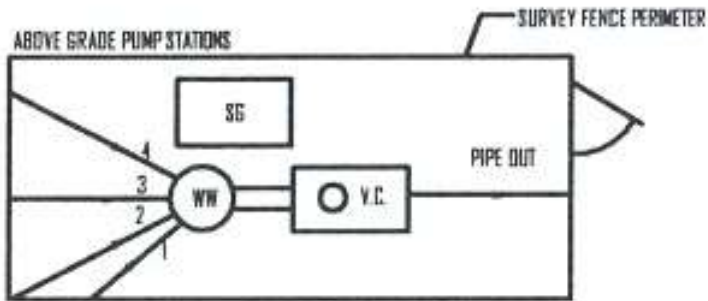 SURVEY FENCE PERIMETER
ABOVE GRADE PUMP STATIONS
SG
4
PIPE OUT
3
WW
V.C.
2
1